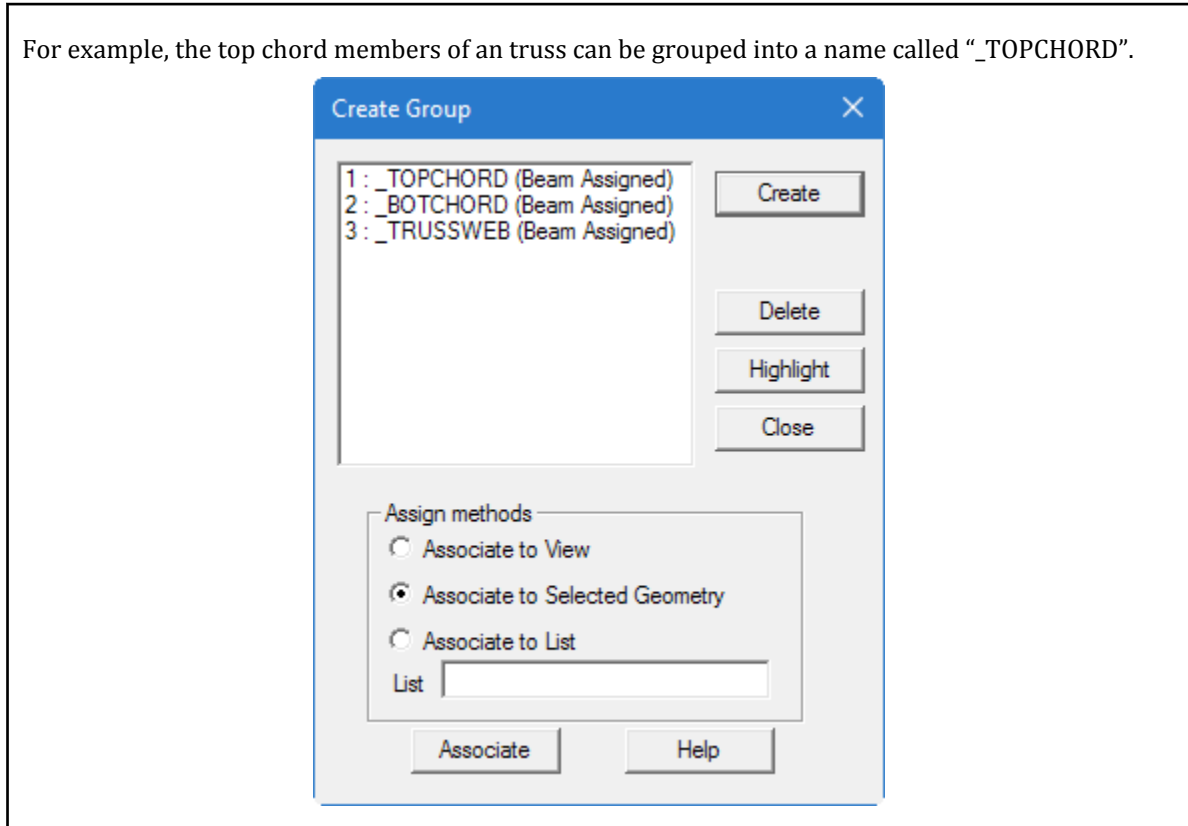 For example, the top chord members of an truss can be grouped into a name called “_TOPCHORD”.
Create Group
1 : _TOPCHORD (Beam Assigned)
2 : _BOTCHORD (Beam Assigned)
3 : _TRUSSWEB (Beam Assigned)
Create
Delete
Highlight
Close
Assign methods
Associate to View
Associate to Selected Geometry
Associate to List
List
Associate
Help